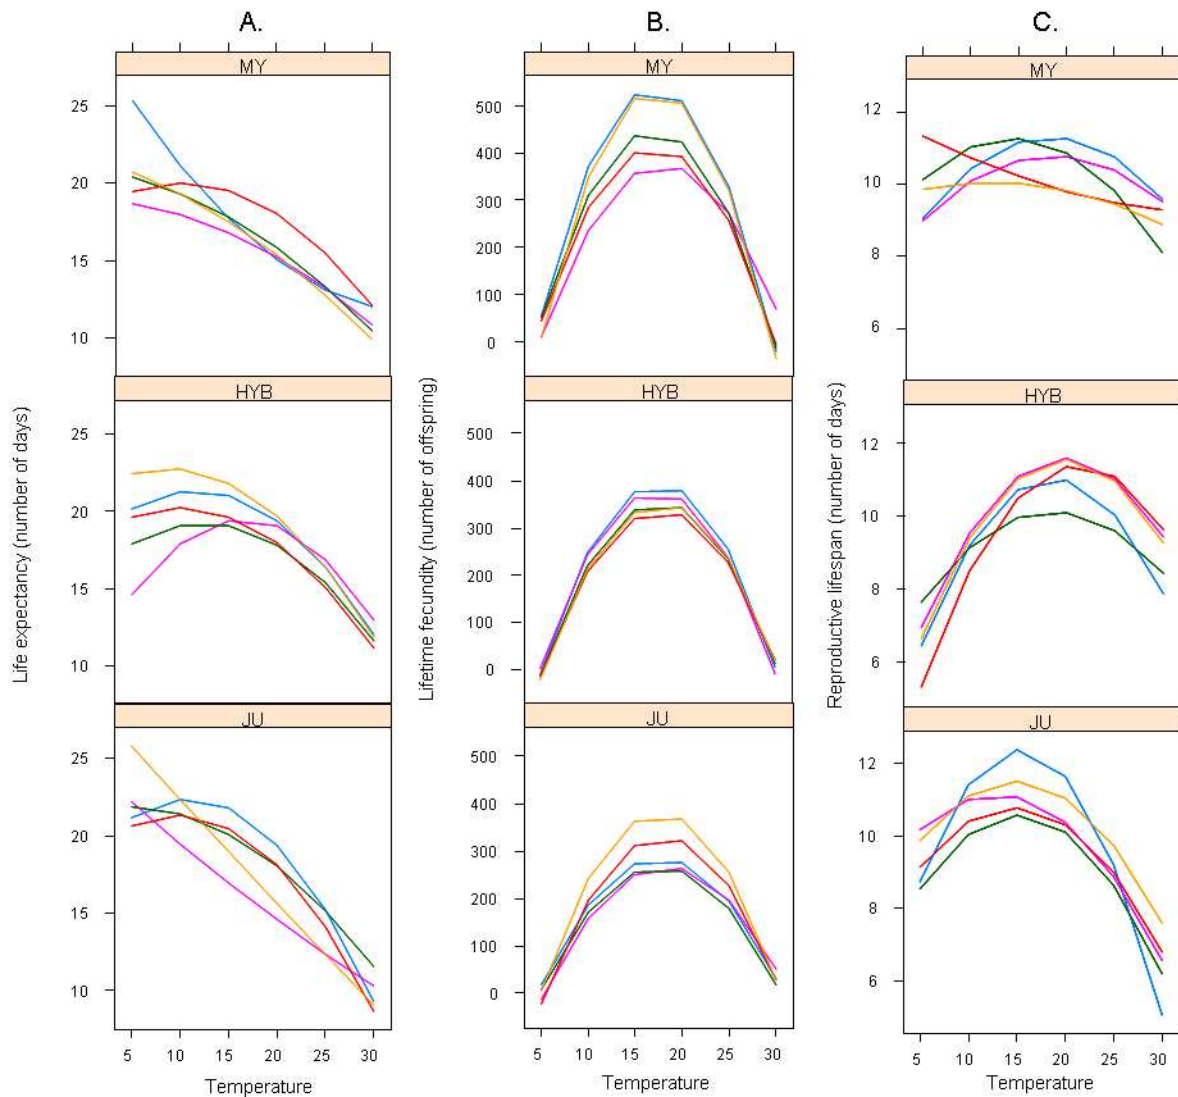 A.
B.
C.
MY
25
20
15
10
HYB
25
20
15
10
JU
25
20
15
10
5 10 15 20 25 30
Temperature
Life expectancy (number of days)
MY
500
400
300
200
100
0
HYB
500
400
300
200
100
0
JU
500
400
300
200
100
0
5 10 15 20 25 30
Temperature
Lifetime fecundity (number of offspring)
MY
12
10
8
6
HYB
12
10
8
6
JU
12
10
8
6
5 10 15 20 25 30
Temperature
Reproductive lifespan (number of days)